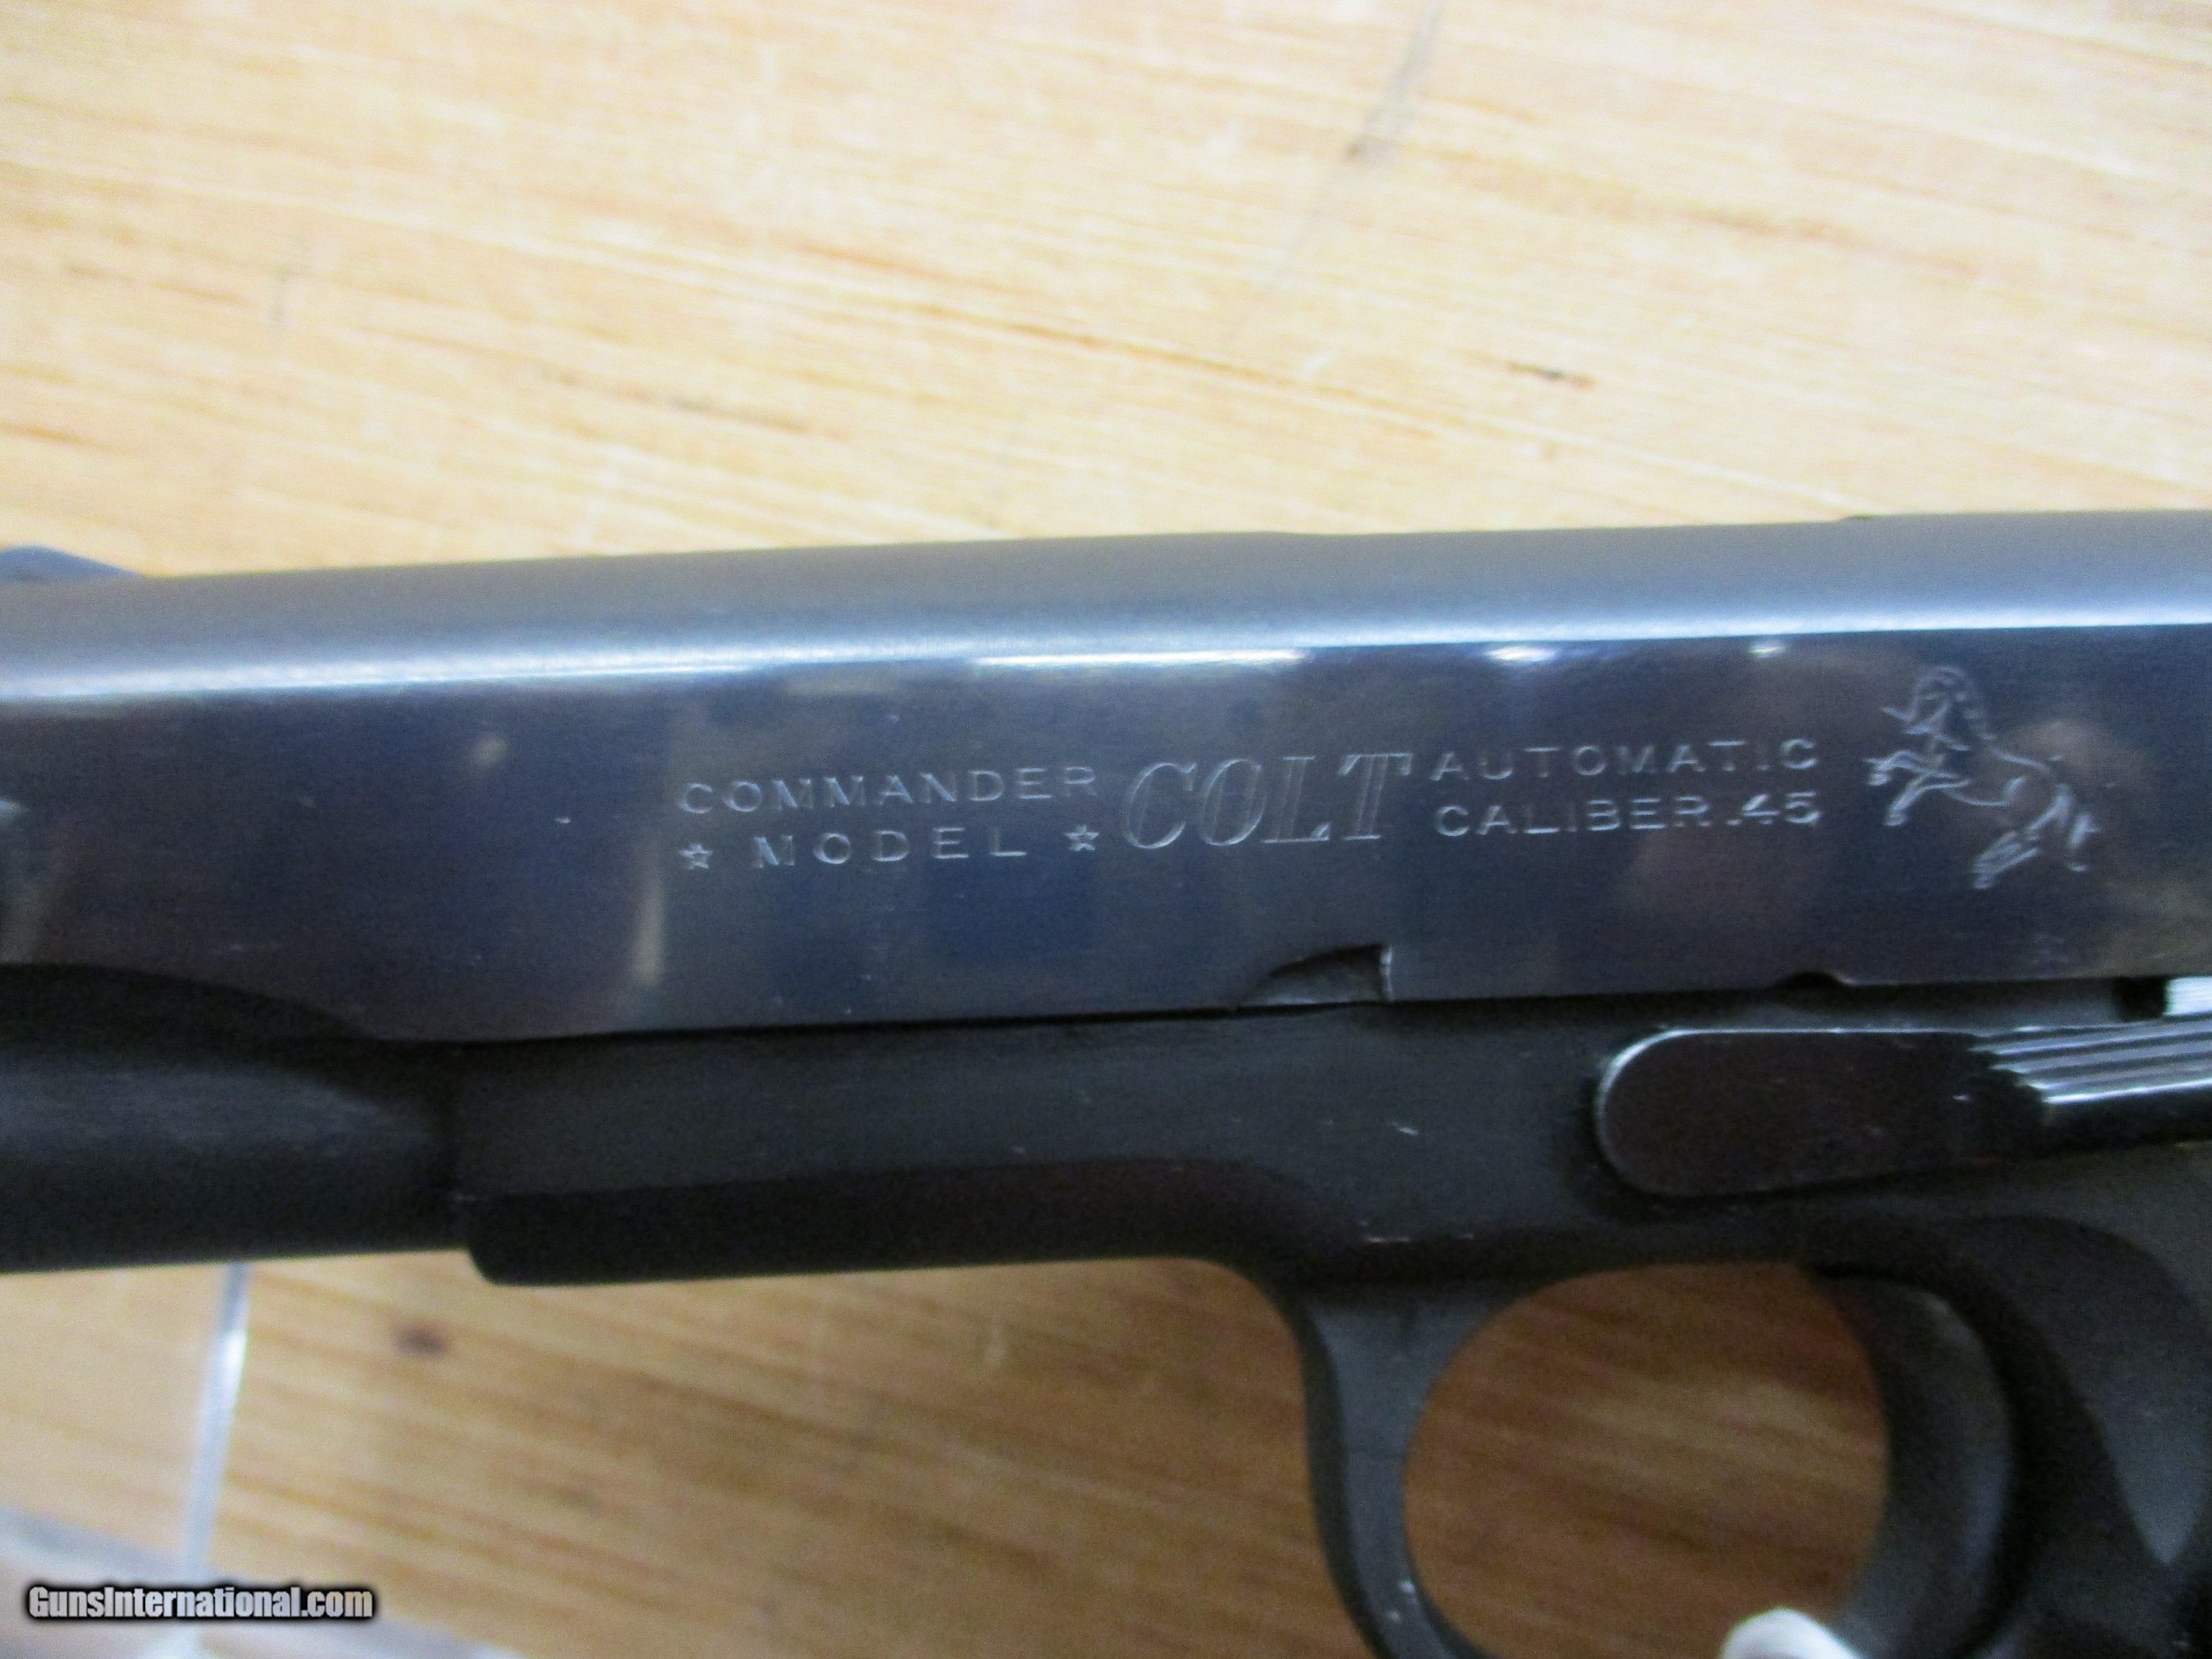 COMMANDER
☆ MODEL ☆
COLT
AUTOMATIC
CALIBER .45
GunsInternational.com